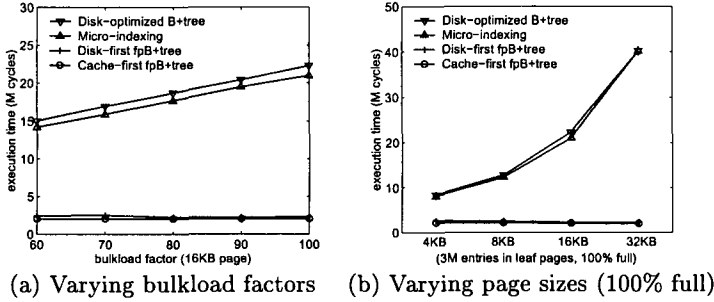 30
25
20
15
10
5
0
execution time (M cycles)
Disk-optimized B+tree
Micro-indexing
Disk-first fpB+tree
Cache-first fpB+tree
60 70 80 90 100
bulkload factor (16KB page)
(a) Varying bulkload factors
50
40
30
20
10
0
execution time (M cycles)
Disk-optimized B+tree
Micro-indexing
Disk-first fpB+tree
Cache-first fpB+tree
4KB 8KB 16KB 32KB
(3M entries in leaf pages, 100% full)
(b) Varying page sizes (100% full)